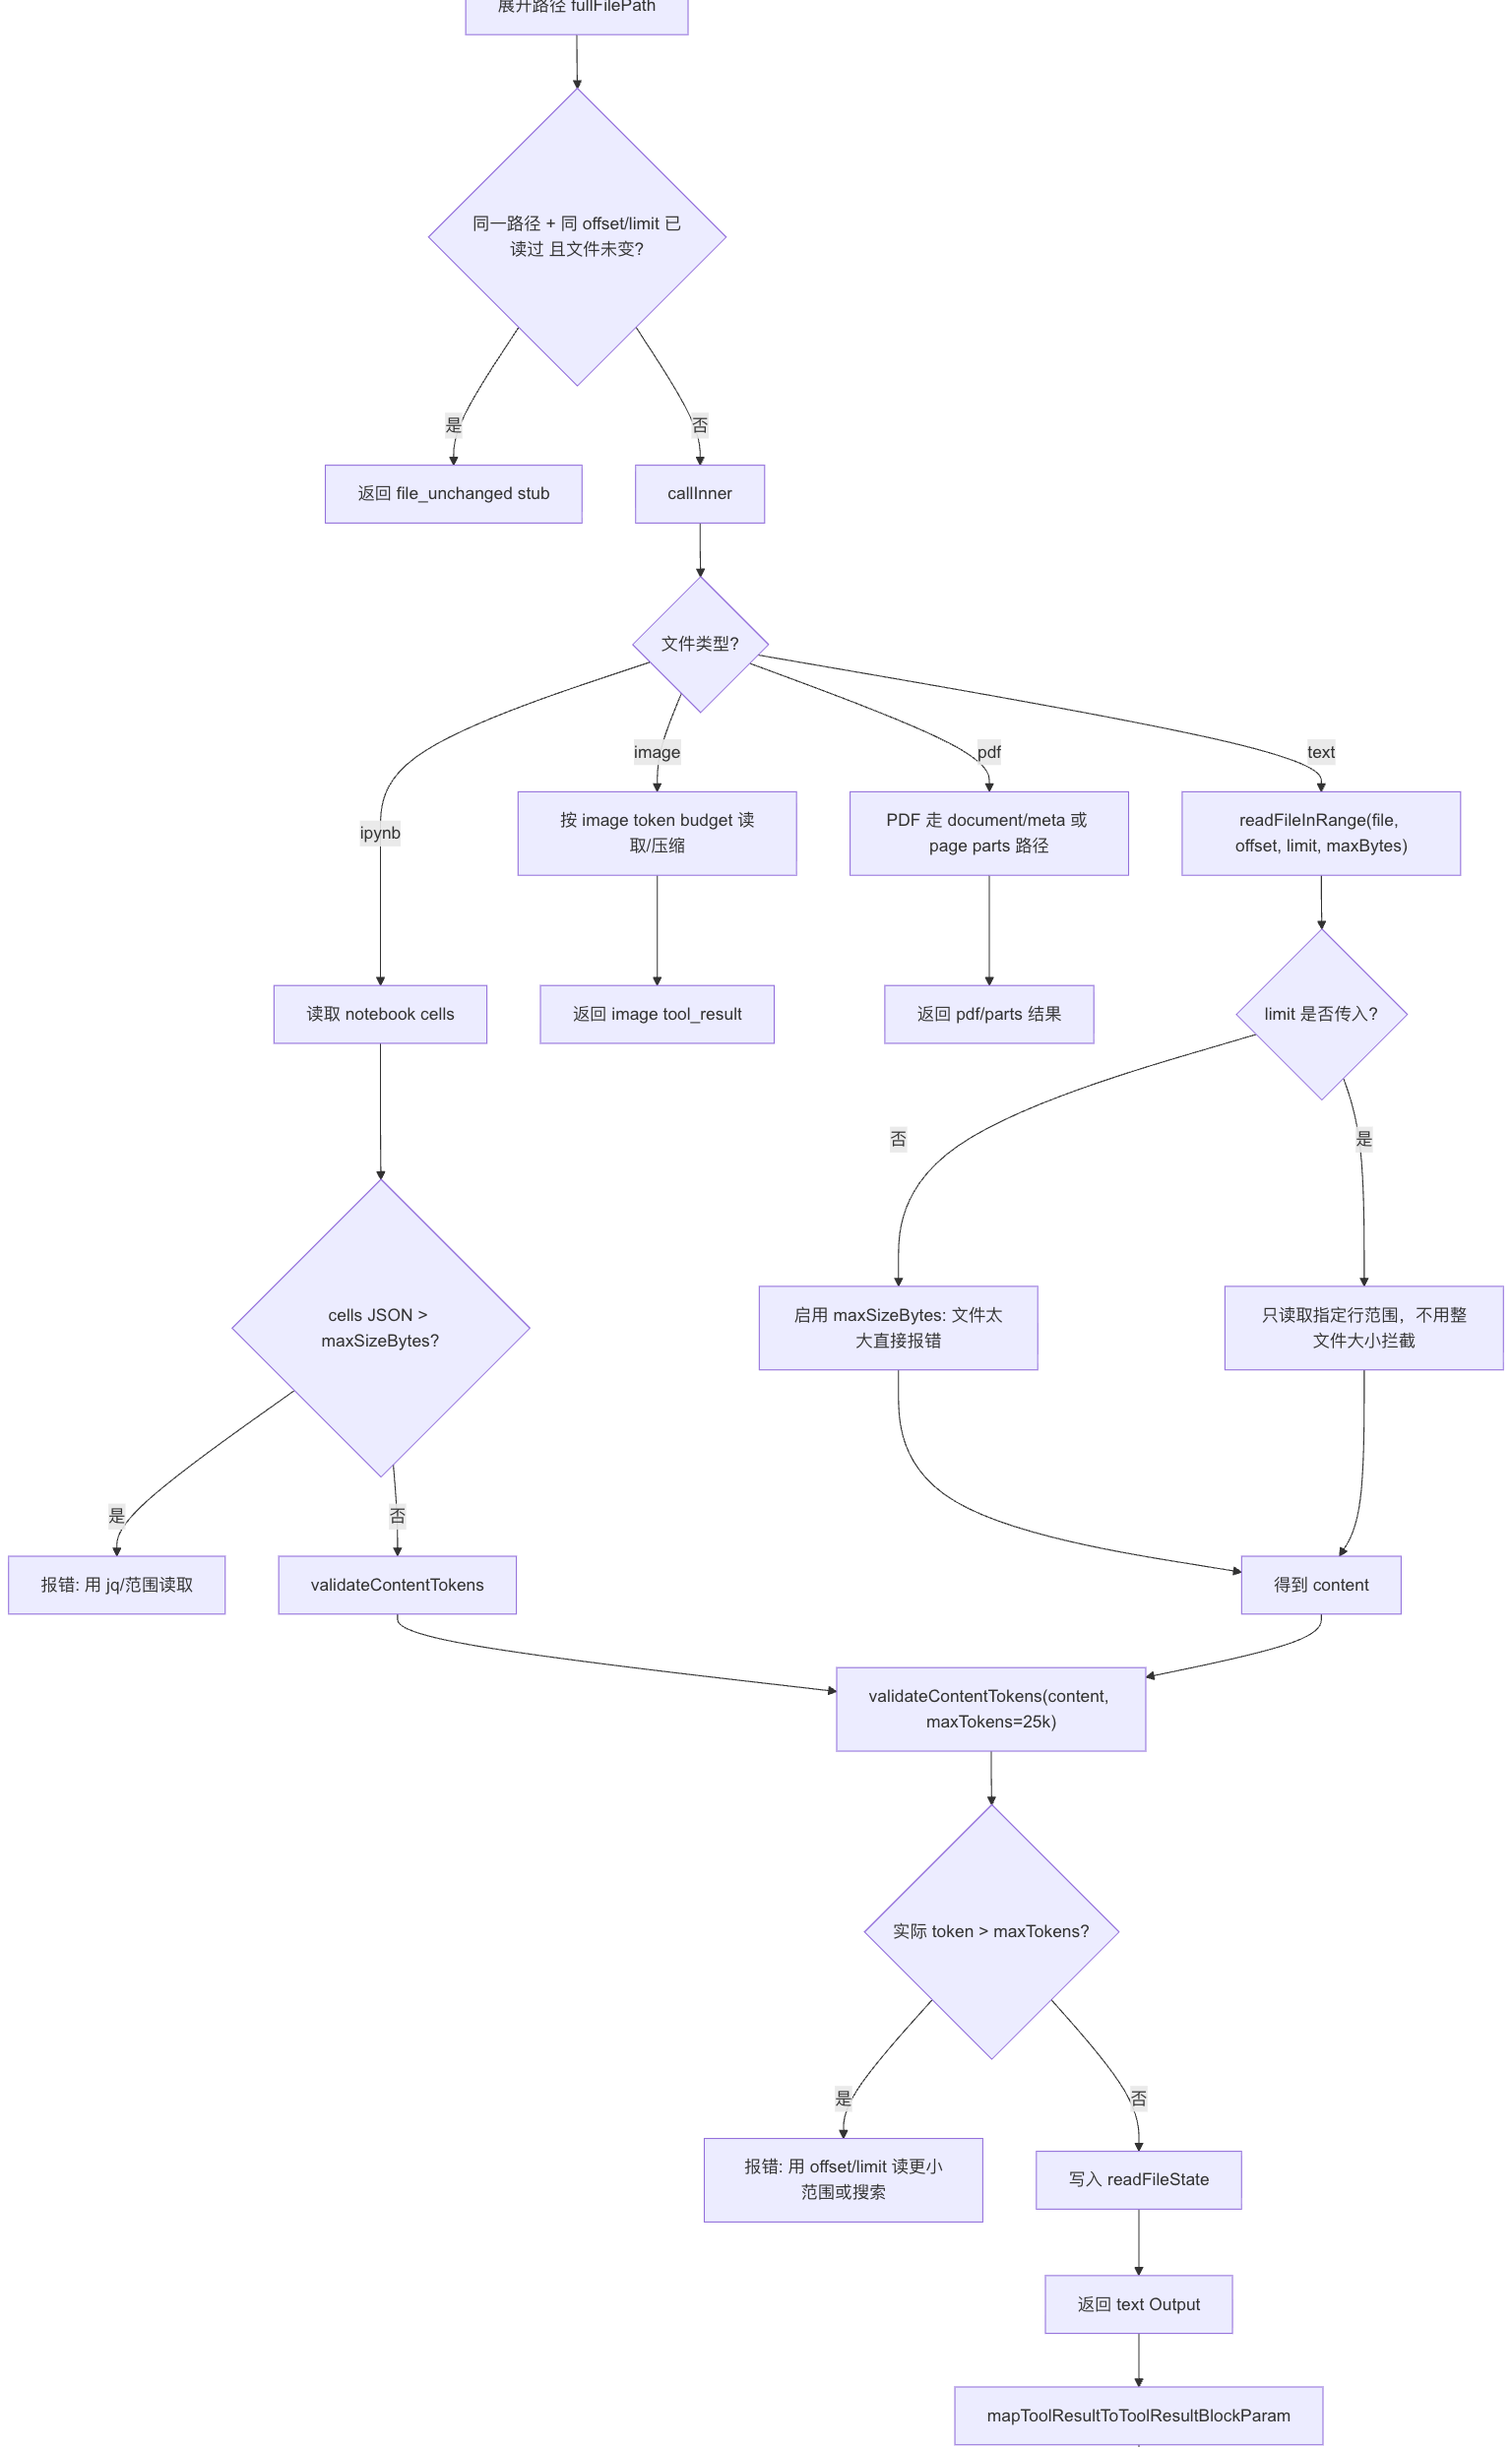 展开路径 fullFilePath
同一路径 + 同 offset/limit 已
读过 且文件未变?
是
否
返回 file_unchanged stub
callInner
文件类型?
image
pdf
text
ipynb
按 image token budget 读
取/压缩
PDF 走 document/meta 或
page parts 路径
readFileInRange(file,
offset, limit, maxBytes)
读取 notebook cells
返回 image tool_result
返回 pdf/parts 结果
limit 是否传入?
否
是
cells JSON >
maxSizeBytes?
启用 maxSizeBytes: 文件太
大直接报错
只读取指定行范围，不用整
文件大小拦截
是
否
报错: 用 jq/范围读取
validateContentTokens
得到 content
validateContentTokens(content,
maxTokens=25k)
实际 token > maxTokens?
是
否
报错: 用 offset/limit 读更小
范围或搜索
写入 readFileState
返回 text Output
mapToolResultToToolResultBlockParam